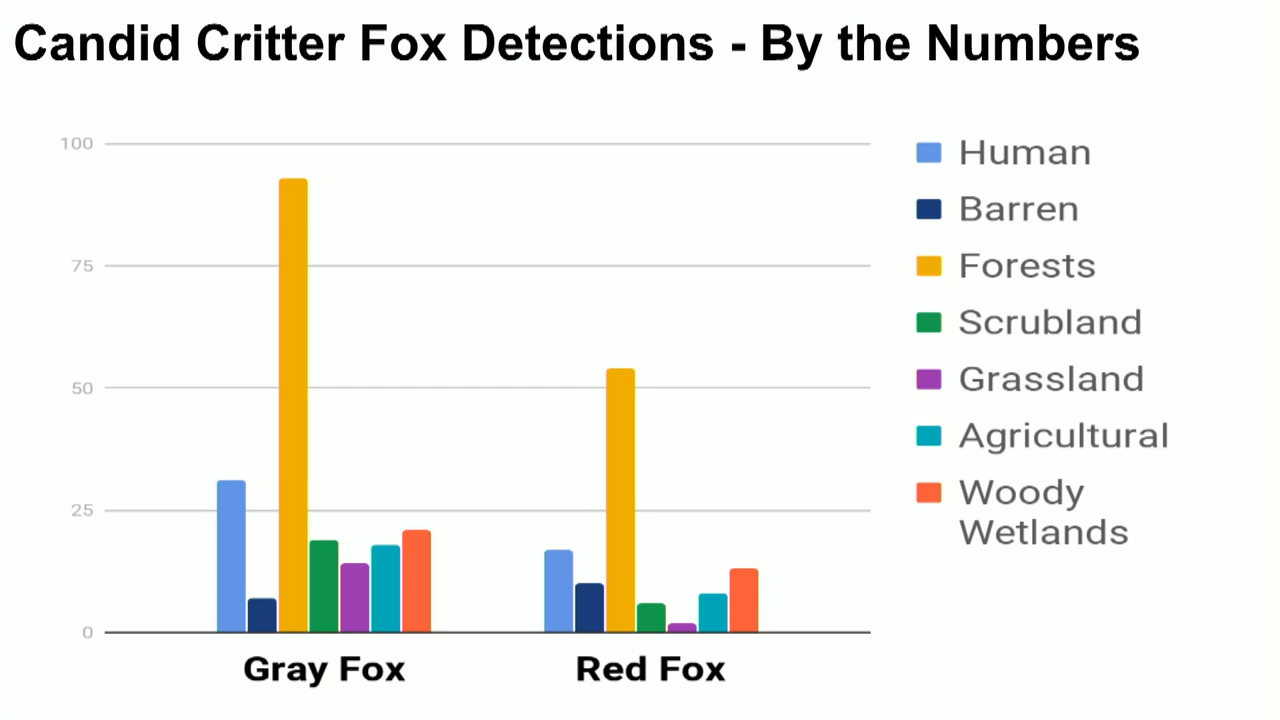 Candid Critter Fox Detections - By the Numbers
100
75
50
25
0
Gray Fox
Red Fox
Human
Barren
Forests
Scrubland
Grassland
Agricultural
Woody
Wetlands